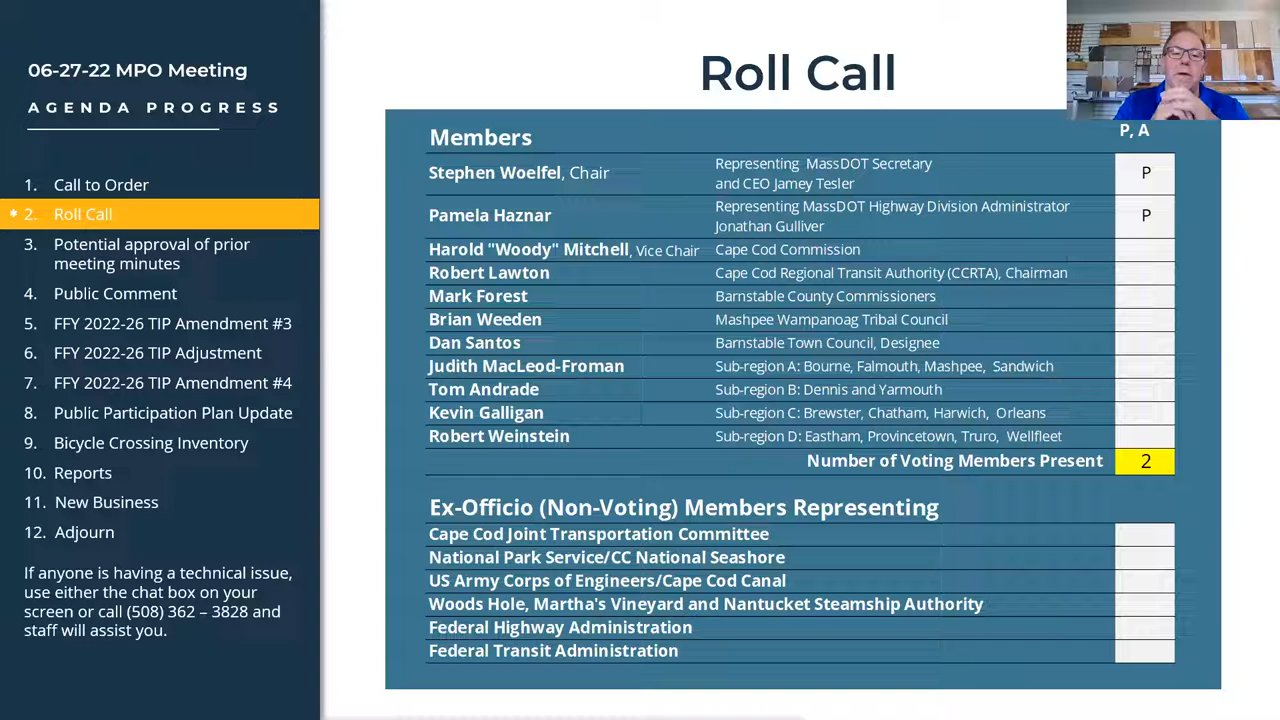 06-27-22 MPO Meeting
AGENDA PROGRESS
1. Call to Order
* 2. Roll Call
3. Potential approval of prior
meeting minutes
4. Public Comment
5. FFY 2022-26 TIP Amendment #3
6. FFY 2022-26 TIP Adjustment
7. FFY 2022-26 TIP Amendment #4
8. Public Participation Plan Update
9. Bicycle Crossing Inventory
10. Reports
11. New Business
12. Adjourn
If anyone is having a technical issue,
use either the chat box on your
screen or call (508) 362 – 3828 and
staff will assist you.
Roll Call
Members P, A
Stephen Woelfel, Chair Representing MassDOT Secretary
and CEO Jamey Tesler P
Pamela Haznar Representing MassDOT Highway Division Administrator
Jonathan Gulliver P
Harold "Woody" Mitchell, Vice Chair Cape Cod Commission
Robert Lawton Cape Cod Regional Transit Authority (CCRTA), Chairman
Mark Forest Barnstable County Commissioners
Brian Weeden Mashpee Wampanoag Tribal Council
Dan Santos Barnstable Town Council, Designee
Judith MacLeod-Froman Sub-region A: Bourne, Falmouth, Mashpee, Sandwich
Tom Andrade Sub-region B: Dennis and Yarmouth
Kevin Galligan Sub-region C: Brewster, Chatham, Harwich, Orleans
Robert Weinstein Sub-region D: Eastham, Provincetown, Truro, Wellfleet
Number of Voting Members Present 2
Ex-Officio (Non-Voting) Members Representing
Cape Cod Joint Transportation Committee
National Park Service/CC National Seashore
US Army Corps of Engineers/Cape Cod Canal
Woods Hole, Martha's Vineyard and Nantucket Steamship Authority
Federal Highway Administration
Federal Transit Administration